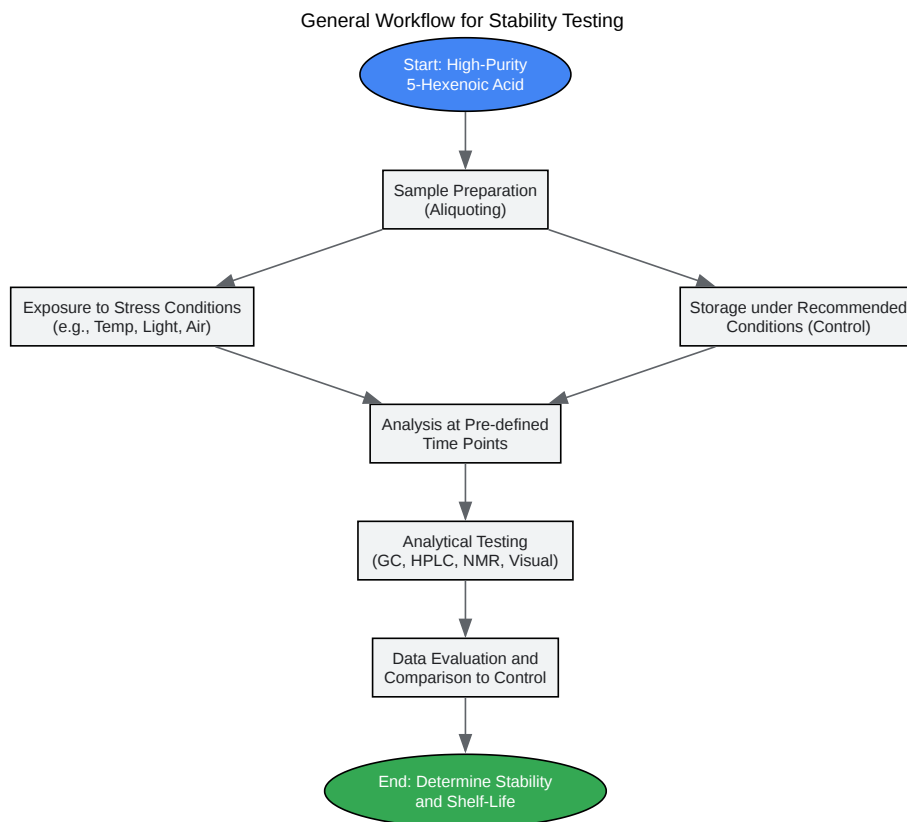 General Workflow for Stability Testing
Start: High-Purity
5-Hexenoic Acid
Sample Preparation
(Aliquoting)
Exposure to Stress Conditions
(e.g., Temp, Light, Air)
Storage under Recommended
Conditions (Control)
Analysis at Pre-defined
Time Points
Analytical Testing
(GC, HPLC, NMR, Visual)
Data Evaluation and
Comparison to Control
End: Determine Stability
and Shelf-Life